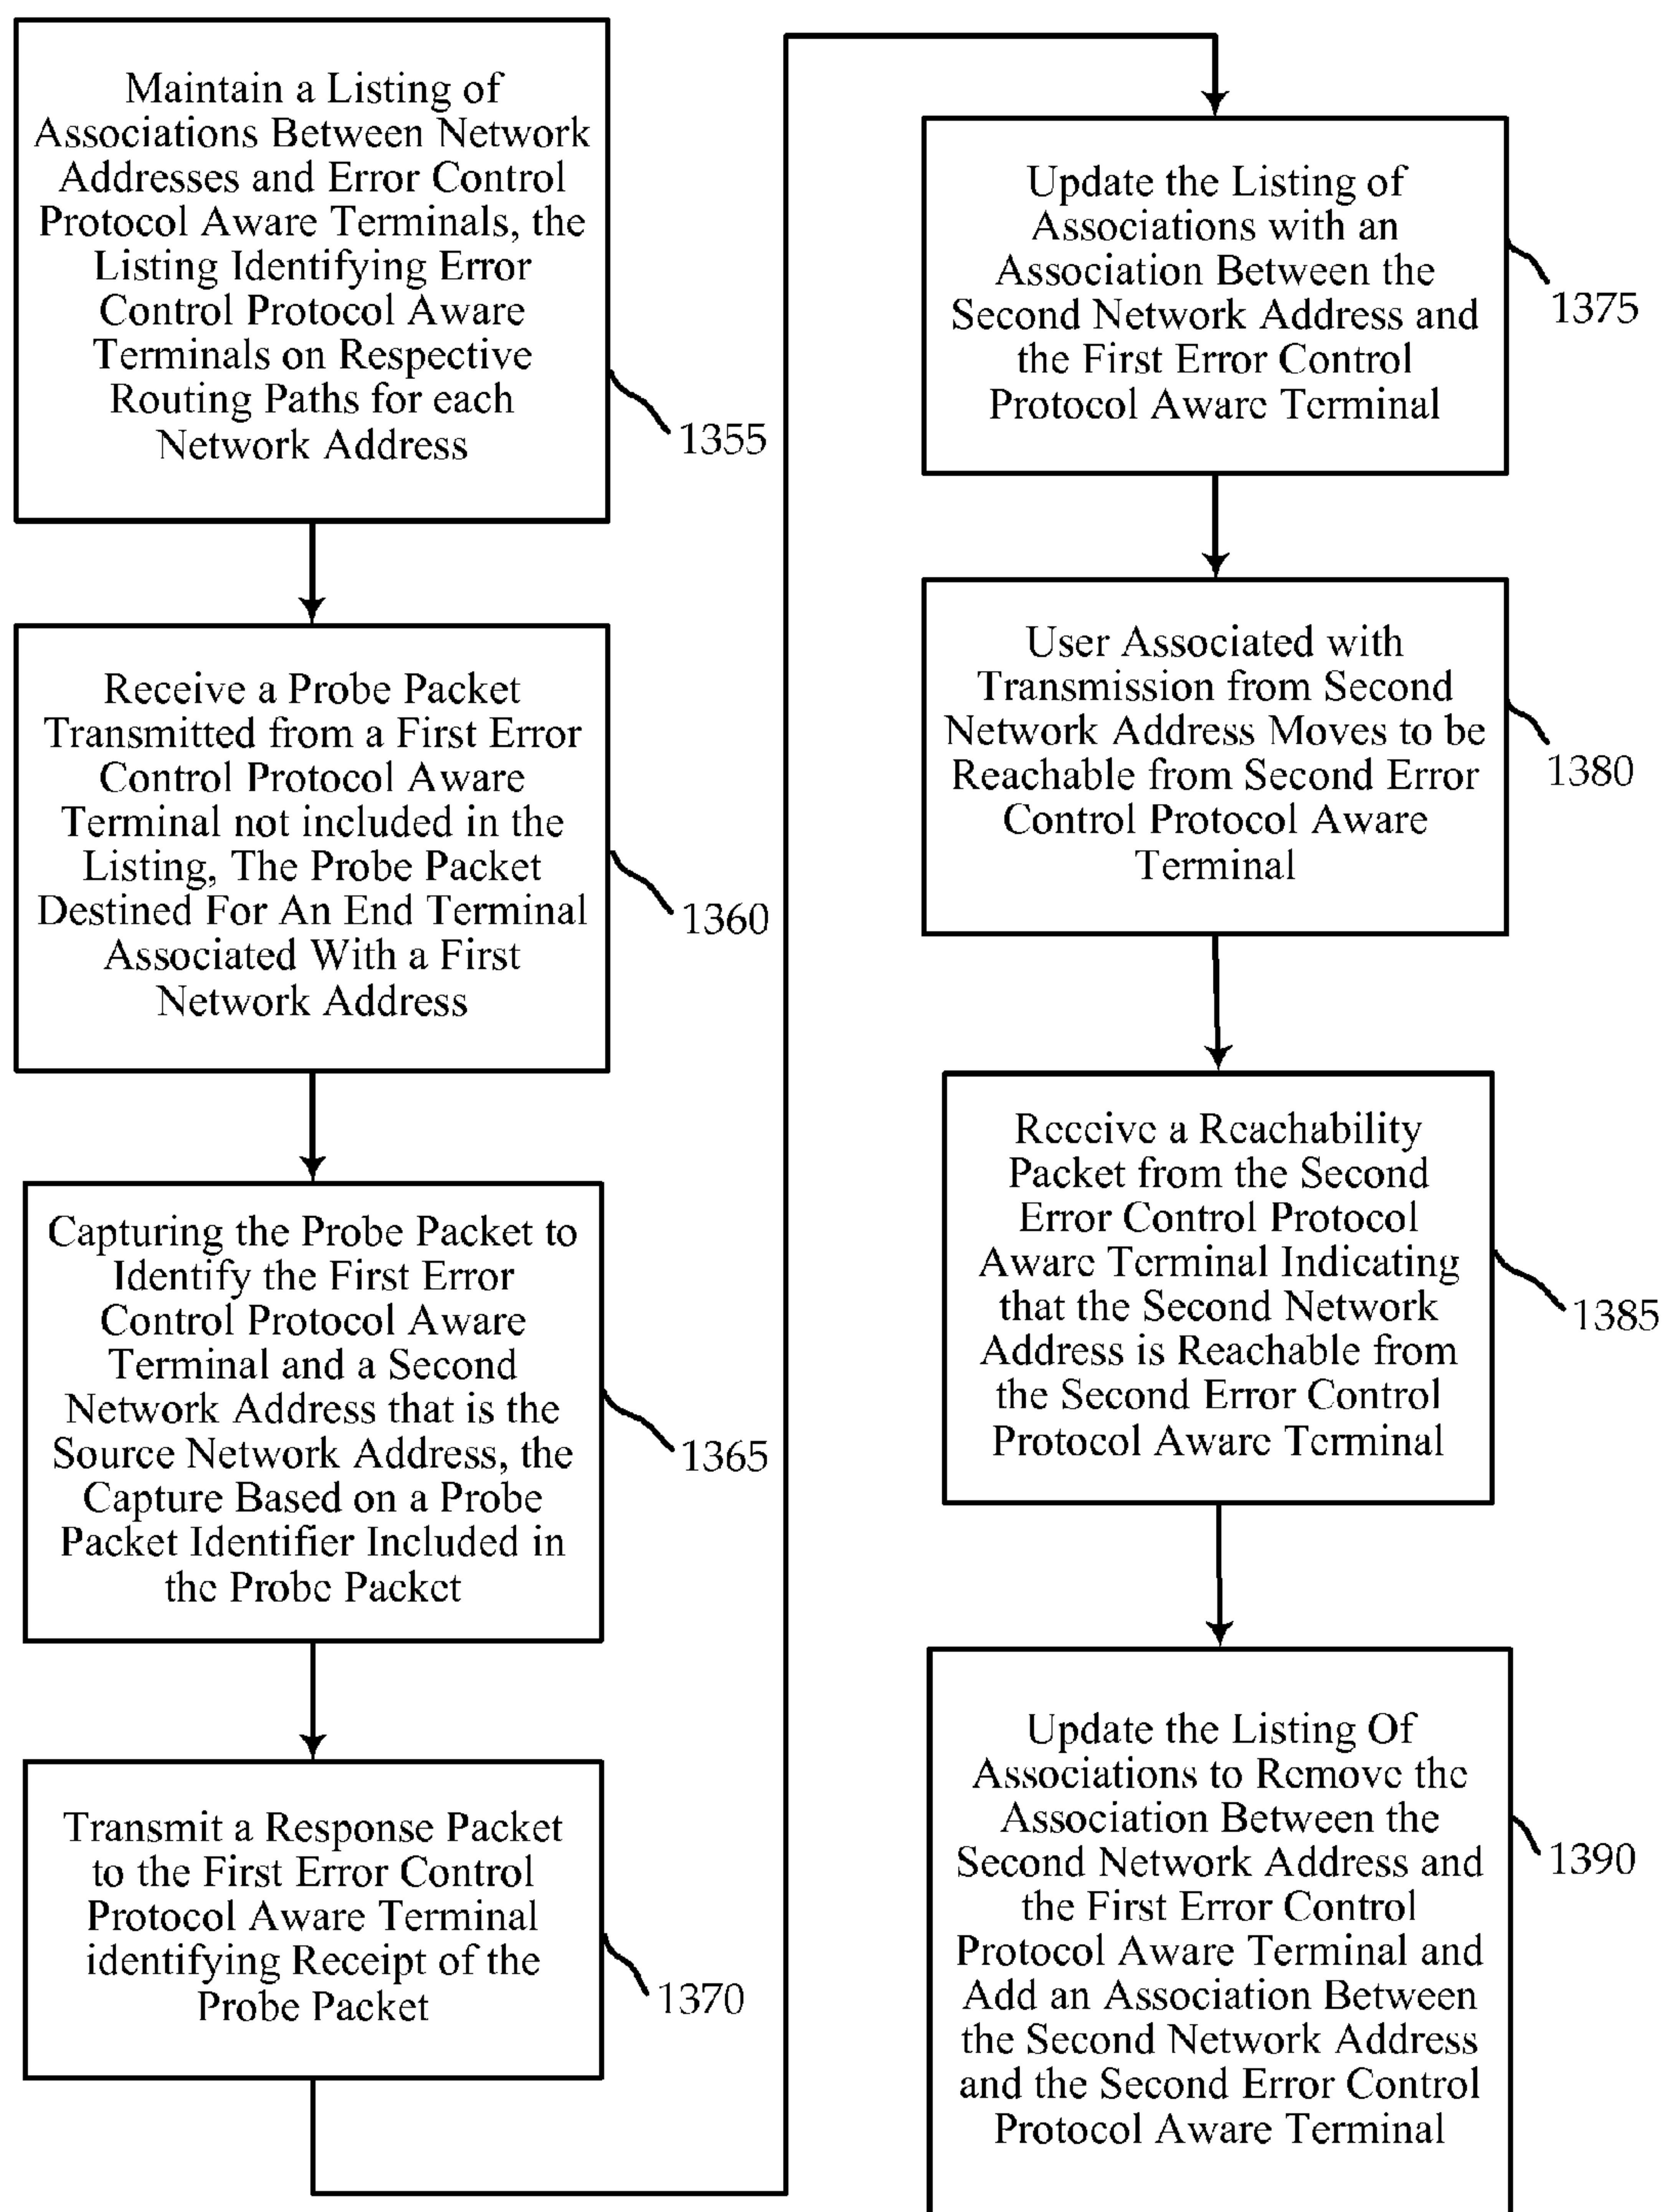 Maintain a Listing of
Associations Between Network
Addresses and Error Control
Protocol Aware Terminals, the
Listing Identifying Error
Control Protocol Aware
Terminals on Respective
Routing Paths for each
Network Address
1355
Receive a Probe Packet
Transmitted from a First Error
Control Protocol Aware
Terminal not included in the
Listing, The Probe Packet
Destined For An End Terminal
Associated With a First
Network Address
1360
Capturing the Probe Packet to
Identify the First Error
Control Protocol Aware
Terminal and a Second
Network Address that is the
Source Network Address, the
Capture Based on a Probe
Packet Identifier Included in
the Probe Packet
1365
Transmit a Response Packet
to the First Error Control
Protocol Aware Terminal
identifying Receipt of the
Probe Packet
1370
Update the Listing of
Associations with an
Association Between the
Second Network Address and
the First Error Control
Protocol Aware Terminal
1375
User Associated with
Transmission from Second
Network Address Moves to be
Reachable from Second Error
Control Protocol Aware
Terminal
1380
Receive a Reachability
Packet from the Second
Error Control Protocol
Aware Terminal Indicating
that the Second Network
Address is Reachable from
the Second Error Control
Protocol Aware Terminal
1385
Update the Listing Of
Associations to Remove the
Association Between the
Second Network Address and
the First Error Control
Protocol Aware Terminal and
Add an Association Between
the Second Network Address
and the Second Error Control
Protocol Aware Terminal
1390